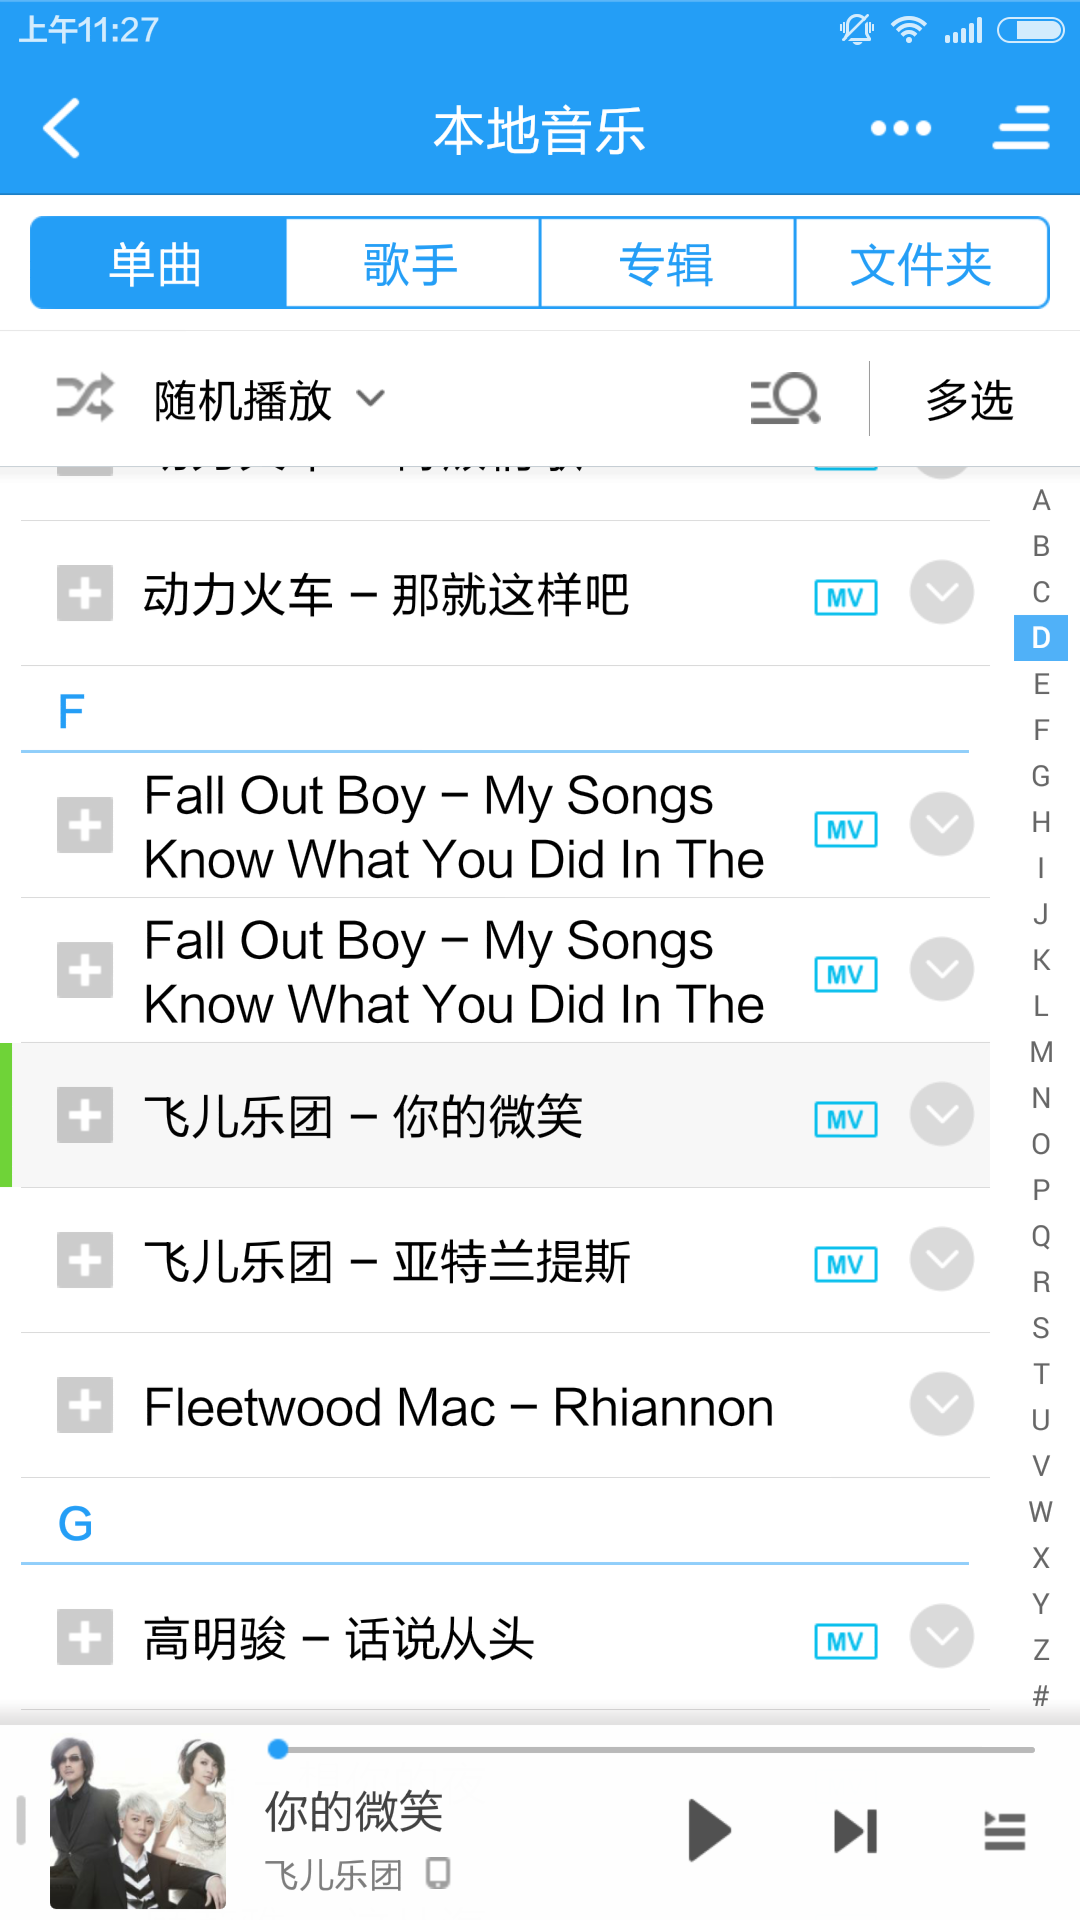 上午11:27
本地音乐
单曲 歌手 专辑 文件夹
随机播放 多选
动力火车 – 那就这样吧 MV
F
Fall Out Boy – My Songs
Know What You Did In The MV
Fall Out Boy – My Songs
Know What You Did In The MV
飞儿乐团 – 你的微笑 MV
飞儿乐团 – 亚特兰提斯 MV
Fleetwood Mac – Rhiannon
G
高明骏 – 话说从头 MV
A
B
C
D
E
F
G
H
I
J
K
L
M
N
O
P
Q
R
S
T
U
V
W
X
Y
Z
#
你的微笑
飞儿乐团